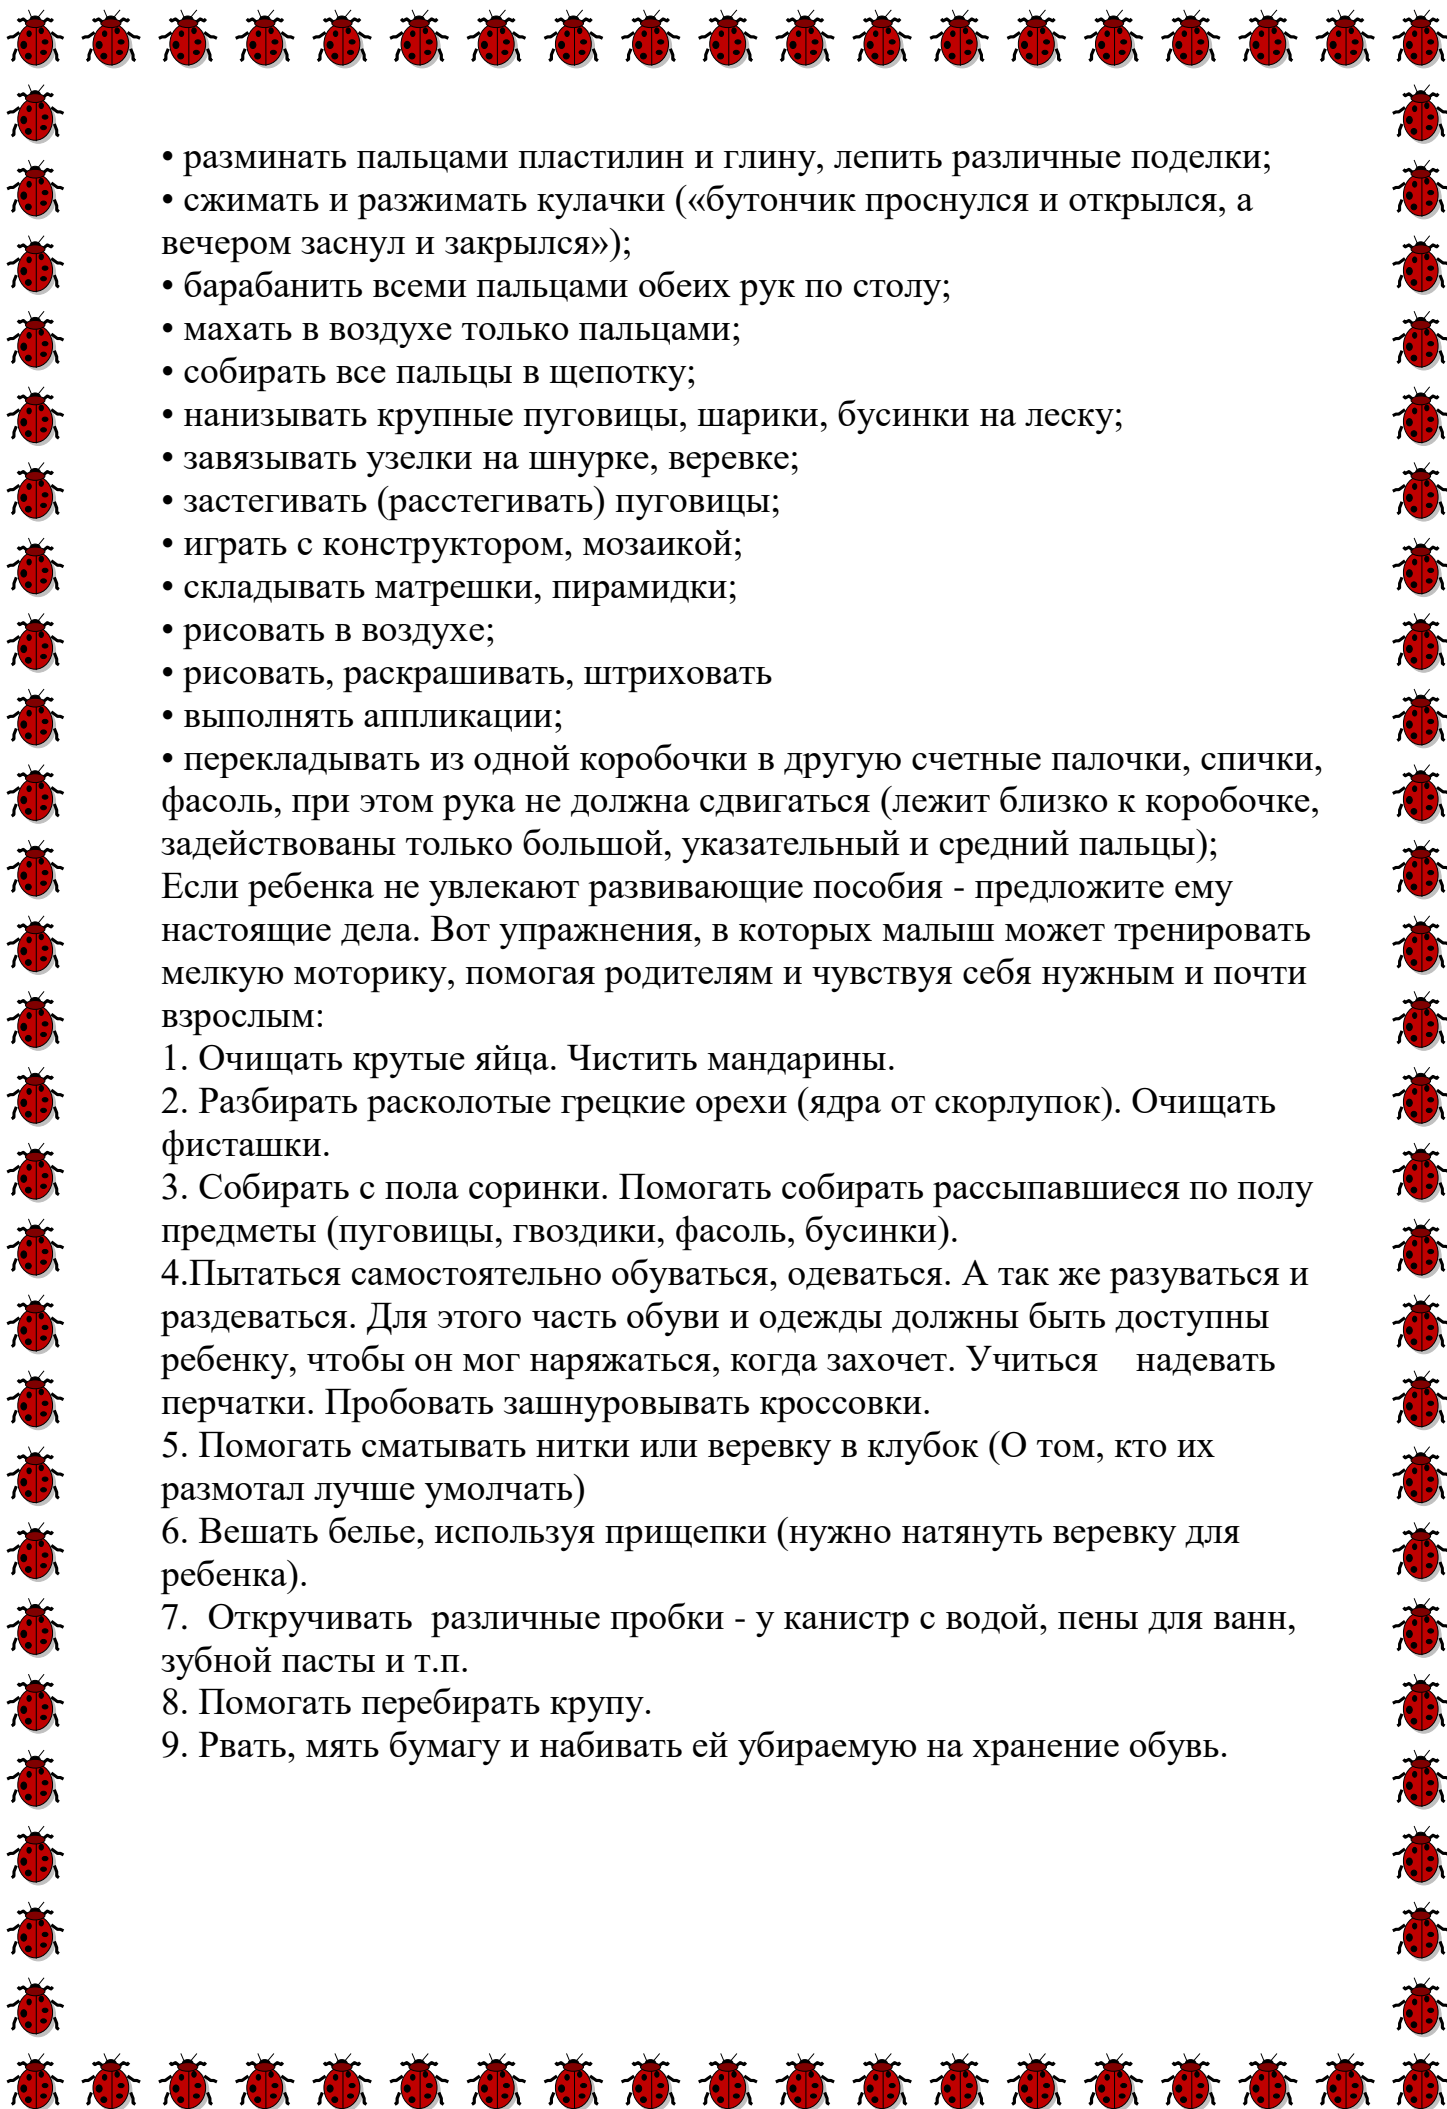 • разминать пальцами пластилин и глину, лепить различные поделки;
• сжимать и разжимать кулачки («бутончик проснулся и открылся, а
вечером заснул и закрылся»);
• барабанить всеми пальцами обеих рук по столу;
• махать в воздухе только пальцами;
• собирать все пальцы в щепотку;
• нанизывать крупные пуговицы, шарики, бусинки на леску;
• завязывать узелки на шнурке, веревке;
• застегивать (расстегивать) пуговицы;
• играть с конструктором, мозаикой;
• складывать матрешки, пирамидки;
• рисовать в воздухе;
• рисовать, раскрашивать, штриховать
• выполнять аппликации;
• перекладывать из одной коробочки в другую счетные палочки, спички,
фасоль, при этом рука не должна сдвигаться (лежит близко к коробочке,
задействованы только большой, указательный и средний пальцы);
Если ребенка не увлекают развивающие пособия - предложите ему
настоящие дела. Вот упражнения, в которых малыш может тренировать
мелкую моторику, помогая родителям и чувствуя себя нужным и почти
взрослым:
1. Очищать крутые яйца. Чистить мандарины.
2. Разбирать расколотые грецкие орехи (ядра от скорлупок). Очищать
фисташки.
3. Собирать с пола соринки. Помогать собирать рассыпавшиеся по полу
предметы (пуговицы, гвоздики, фасоль, бусинки).
4.Пытаться самостоятельно обуваться, одеваться. А так же разуваться и
раздеваться. Для этого часть обуви и одежды должны быть доступны
ребенку, чтобы он мог наряжаться, когда захочет. Учиться    надевать
перчатки. Пробовать зашнуровывать кроссовки.
5. Помогать сматывать нитки или веревку в клубок (О том, кто их
размотал лучше умолчать)
6. Вешать белье, используя прищепки (нужно натянуть веревку для
ребенка).
7.  Откручивать  различные пробки - у канистр с водой, пены для ванн,
зубной пасты и т.п.
8. Помогать перебирать крупу.
9. Рвать, мять бумагу и набивать ей убираемую на хранение обувь.